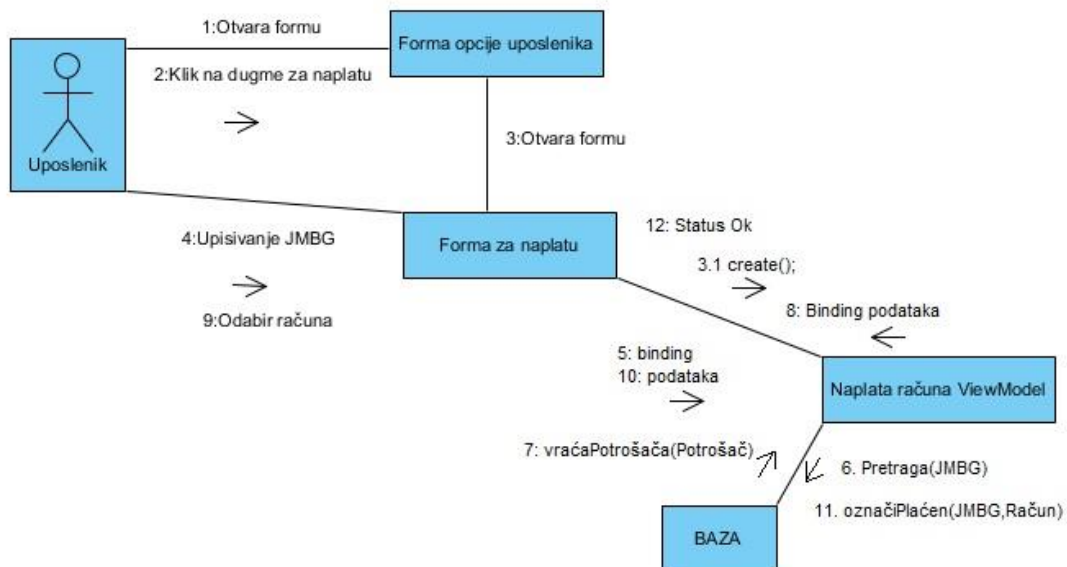 1:Otvara formu
Forma opcije uposlenika
2:Klik na dugme za naplatu
Uposlenik
3:Otvara formu
4:Upisivanje JMBG
Forma za naplatu
12: Status Ok
3.1 create();
9:Odabir računa
8: Binding podataka
5: binding
10: podataka
Naplata računa ViewModel
7: vraćaPotrošača(Potrošač)
6. Pretraga(JMBG)
11. označiPlaćen(JMBG,Račun)
BAZA